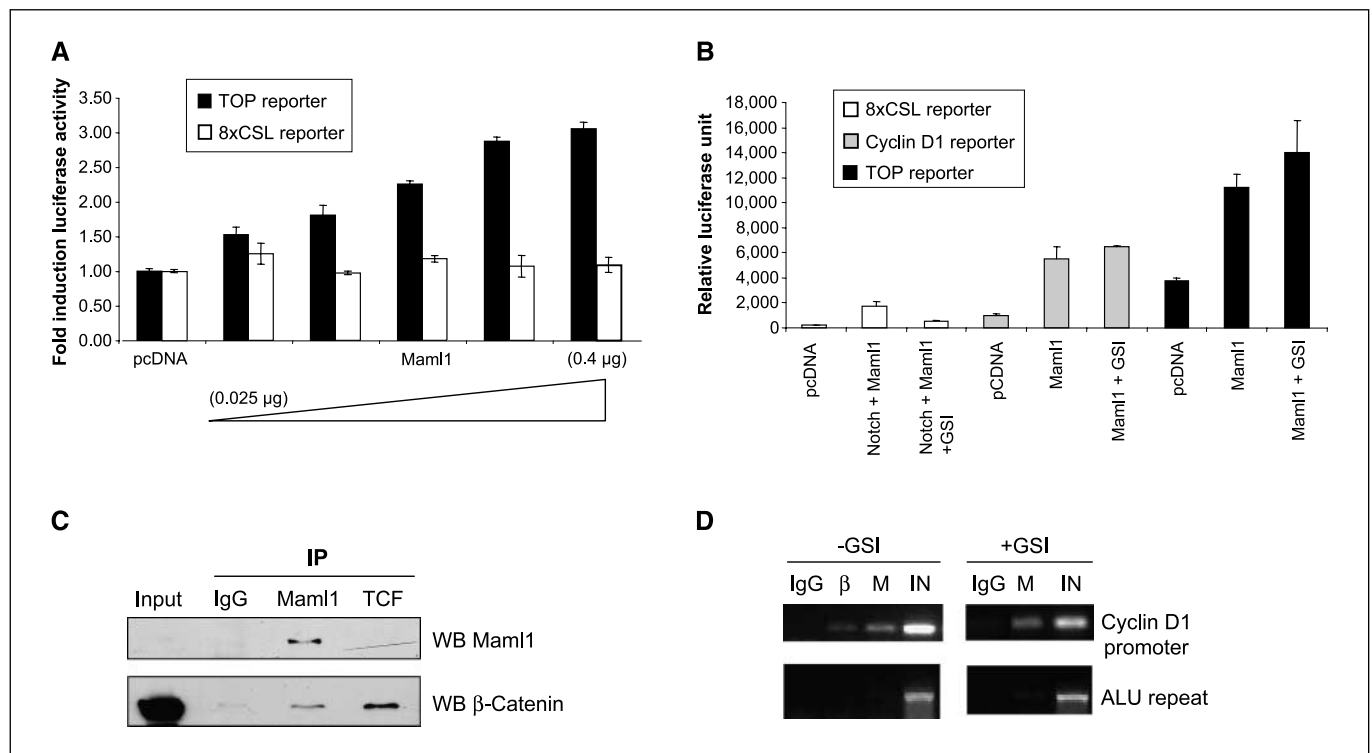 A
Fold induction luciferase activity
3.50
3.00
2.50
2.00
1.50
1.00
0.50
0.00
TOP reporter
8xCSL reporter
pcDNA
Maml1
(0.4 µg)
(0.025 µg)
B
Relative luciferase unit
18,000
16,000
14,000
12,000
10,000
8,000
6,000
4,000
2,000
0
8xCSL reporter
Cyclin D1 reporter
TOP reporter
pcDNA
Notch + Maml1
Notch + Maml1
+GSI
pCDNA
Maml1
Maml1 + GSI
pcDNA
Maml1
Maml1 + GSI
C
IP
Input IgG Maml1 TCF
WB Maml1
WB β-Catenin
D
-GSI +GSI
IgG β M IN IgG M IN
Cyclin D1
promoter
ALU repeat